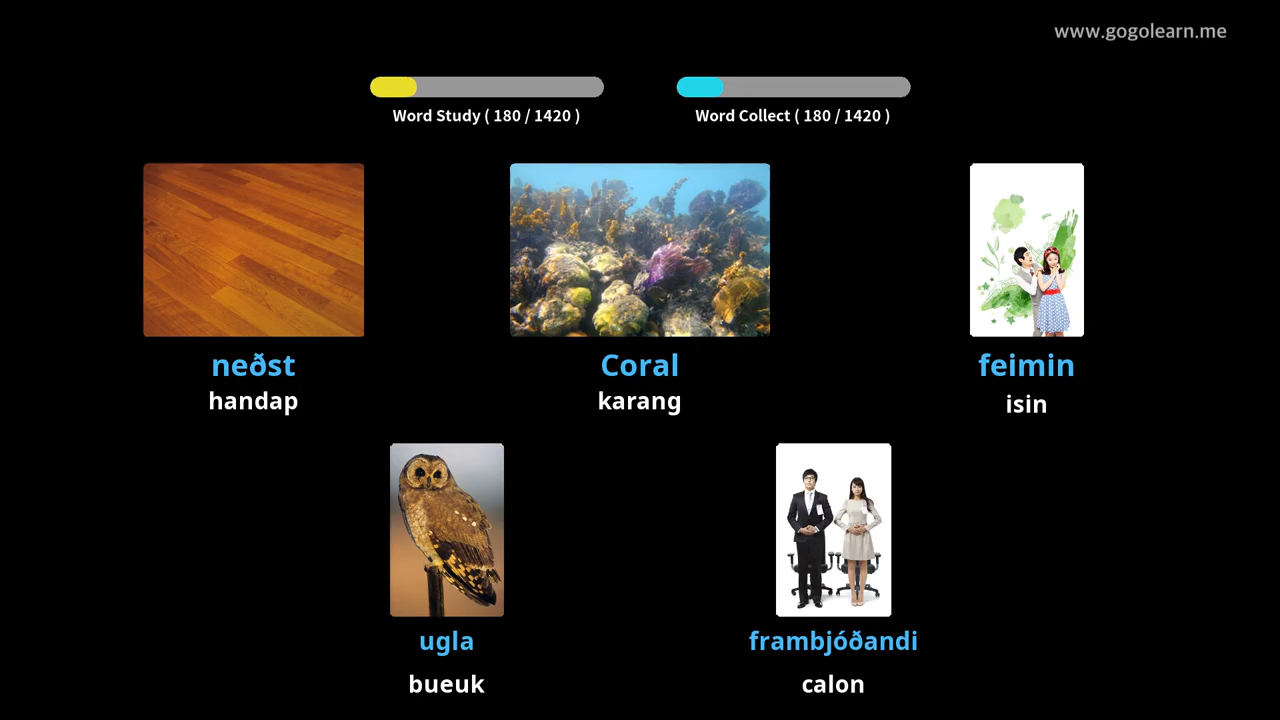 www.gogolearn.me
Word Study ( 180 / 1420 )
Word Collect ( 180 / 1420 )
neðst
handap
Coral
karang
feimin
isin
ugla
bueuk
frambjóðandi
calon